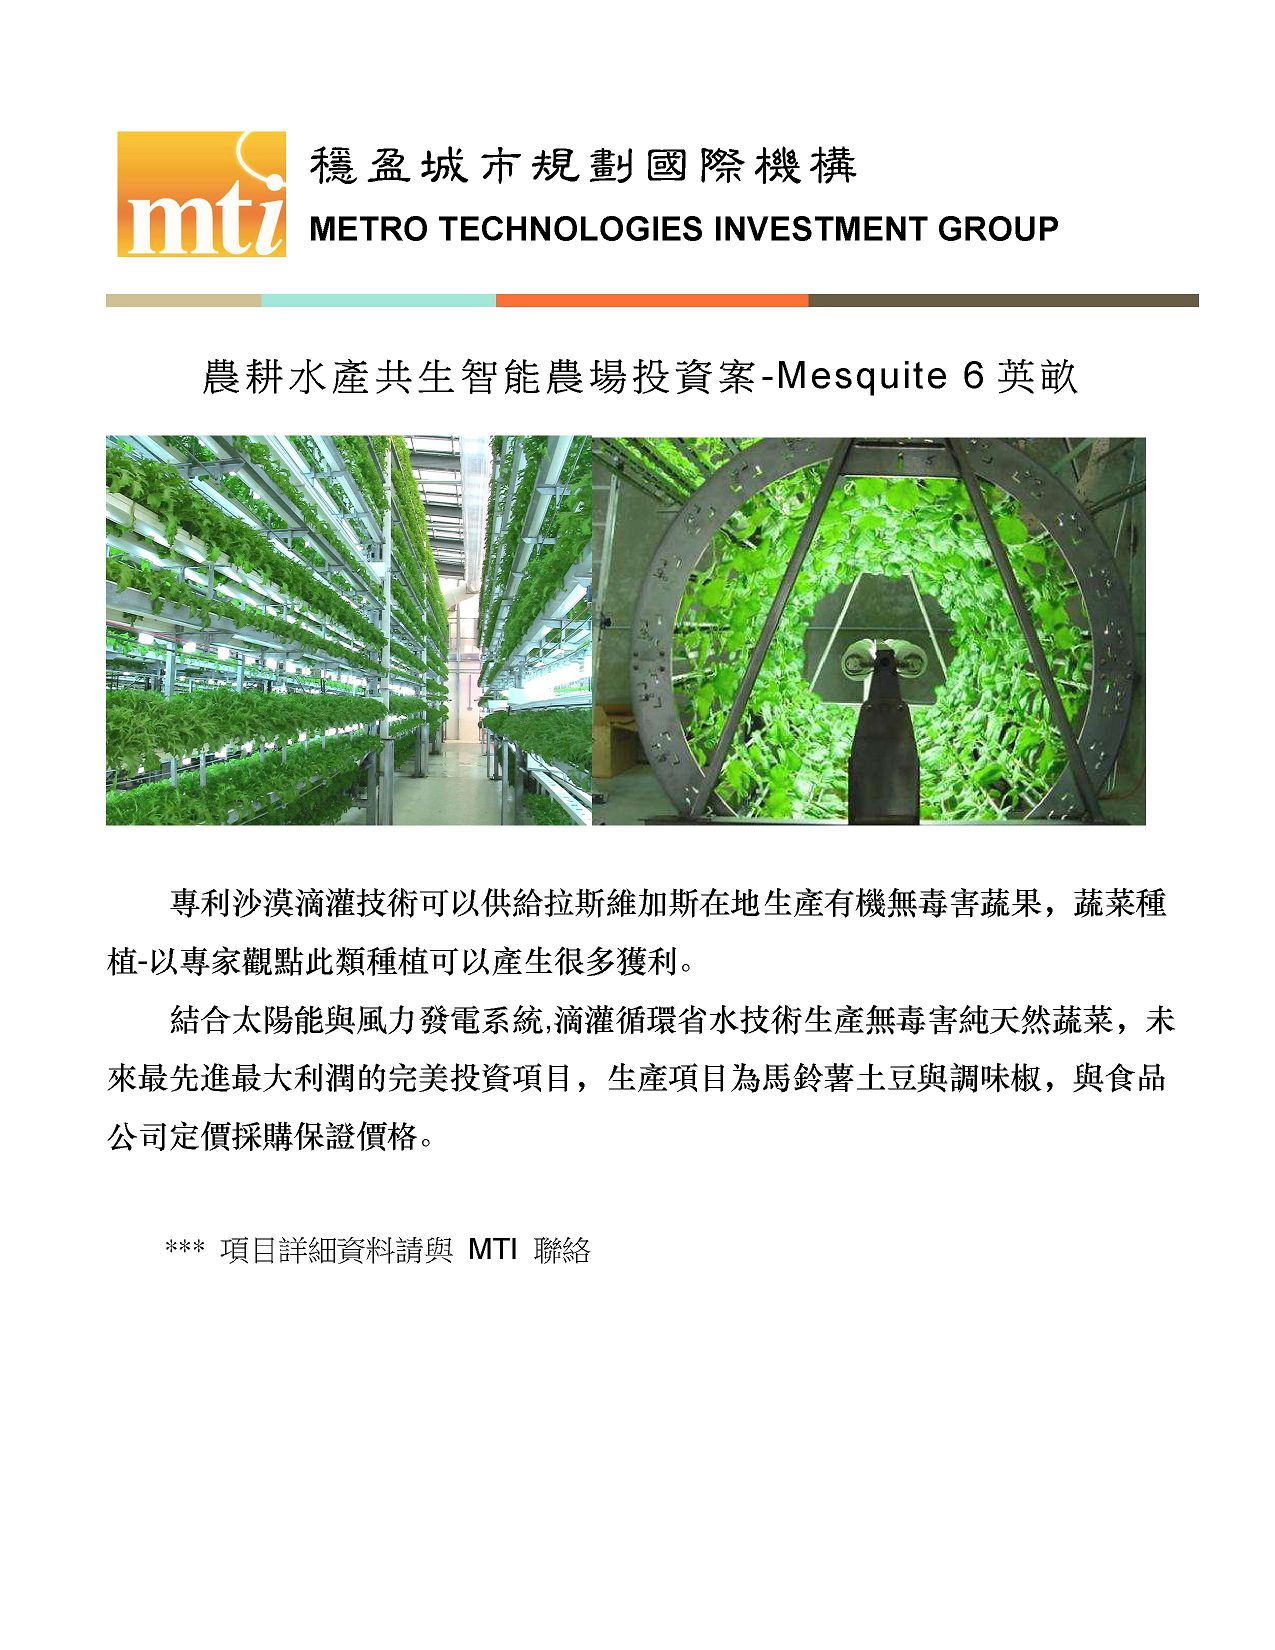 mti
穩盈城市規劃國際機構
METRO TECHNOLOGIES INVESTMENT GROUP
農耕水產共生智能農場投資案-Mesquite 6 英畝
專利沙漠滴灌技術可以供給拉斯維加斯在地生產有機無毒害蔬果，蔬菜種
植-以專家觀點此類種植可以產生很多獲利。
結合太陽能與風力發電系統,滴灌循環省水技術生產無毒害純天然蔬菜，未
來最先進最大利潤的完美投資項目，生產項目為馬鈴薯土豆與調味椒，與食品
公司定價採購保證價格。
*** 項目詳細資料請與 MTI 聯絡